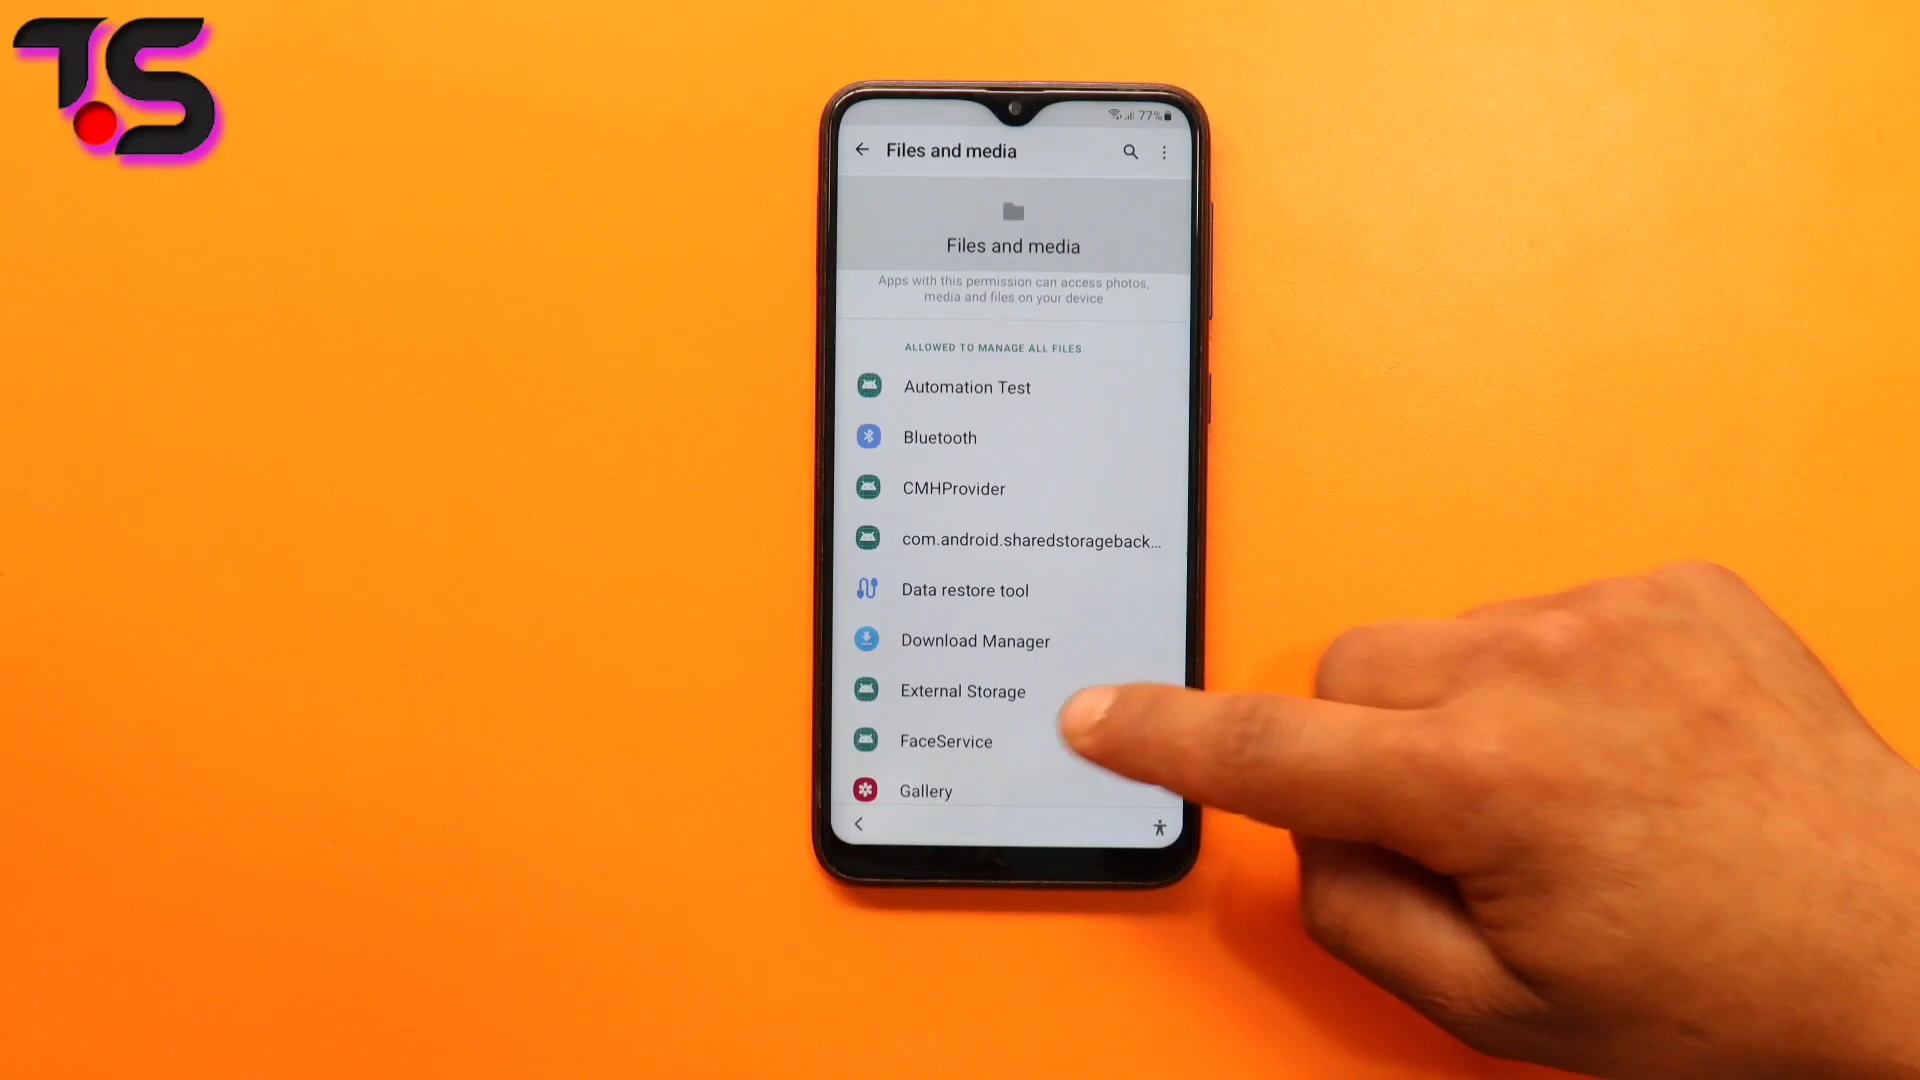 T.S
77%
Files and media
Files and media
Apps with this permission can access photos,
media and files on your device
ALLOWED TO MANAGE ALL FILES
Automation Test
Bluetooth
CMHProvider
com.android.sharedstorageback...
Data restore tool
Download Manager
External Storage
FaceService
Gallery